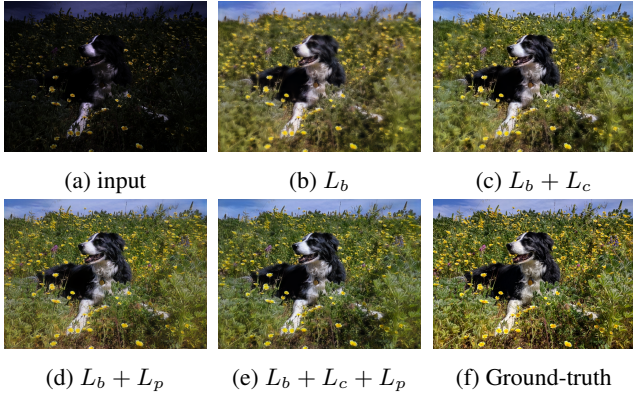 (a) input
(b) $L_b$
(c) $L_b + L_c$
(d) $L_b + L_p$
(e) $L_b + L_c + L_p$
(f) Ground-truth